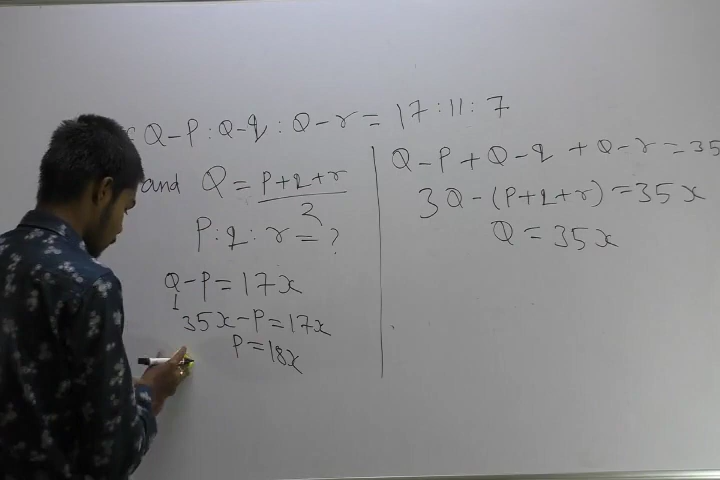 Q-P : Q-q : Q-r = 17 : 11 : 7
and Q = P+q+r/2
P : q : r = ?
Q-P = 17x
35x-P = 17x
P = 18x
Q-P+Q-q+Q-r = 35
3Q-(P+q+r) = 35x
Q = 35x